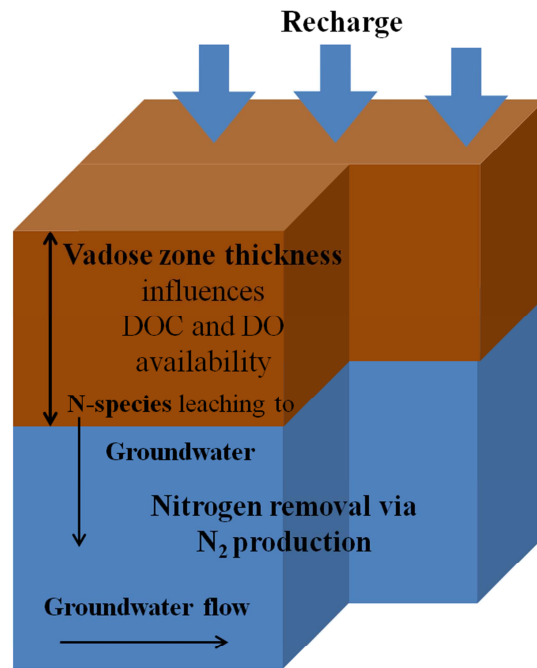 Recharge
Vadose zone thickness
influences
DOC and DO
availability
N-species leaching to
Groundwater
Nitrogen removal via
N₂ production
Groundwater flow